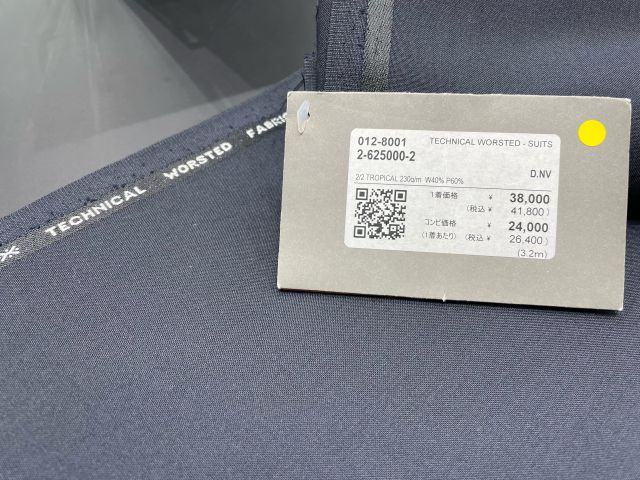 TECHNICAL WORSTED FABRIC
012-8001 TECHNICAL WORSTED - SUITS
2-625000-2
D.NV
2/2 TROPICAL 230g/m W40% P60%
1着価格 ¥ 38,000
(税込 ¥ 41,800)
コンビ価格 ¥ 24,000
(1着あたり) (税込 ¥ 26,400)
(3.2m)